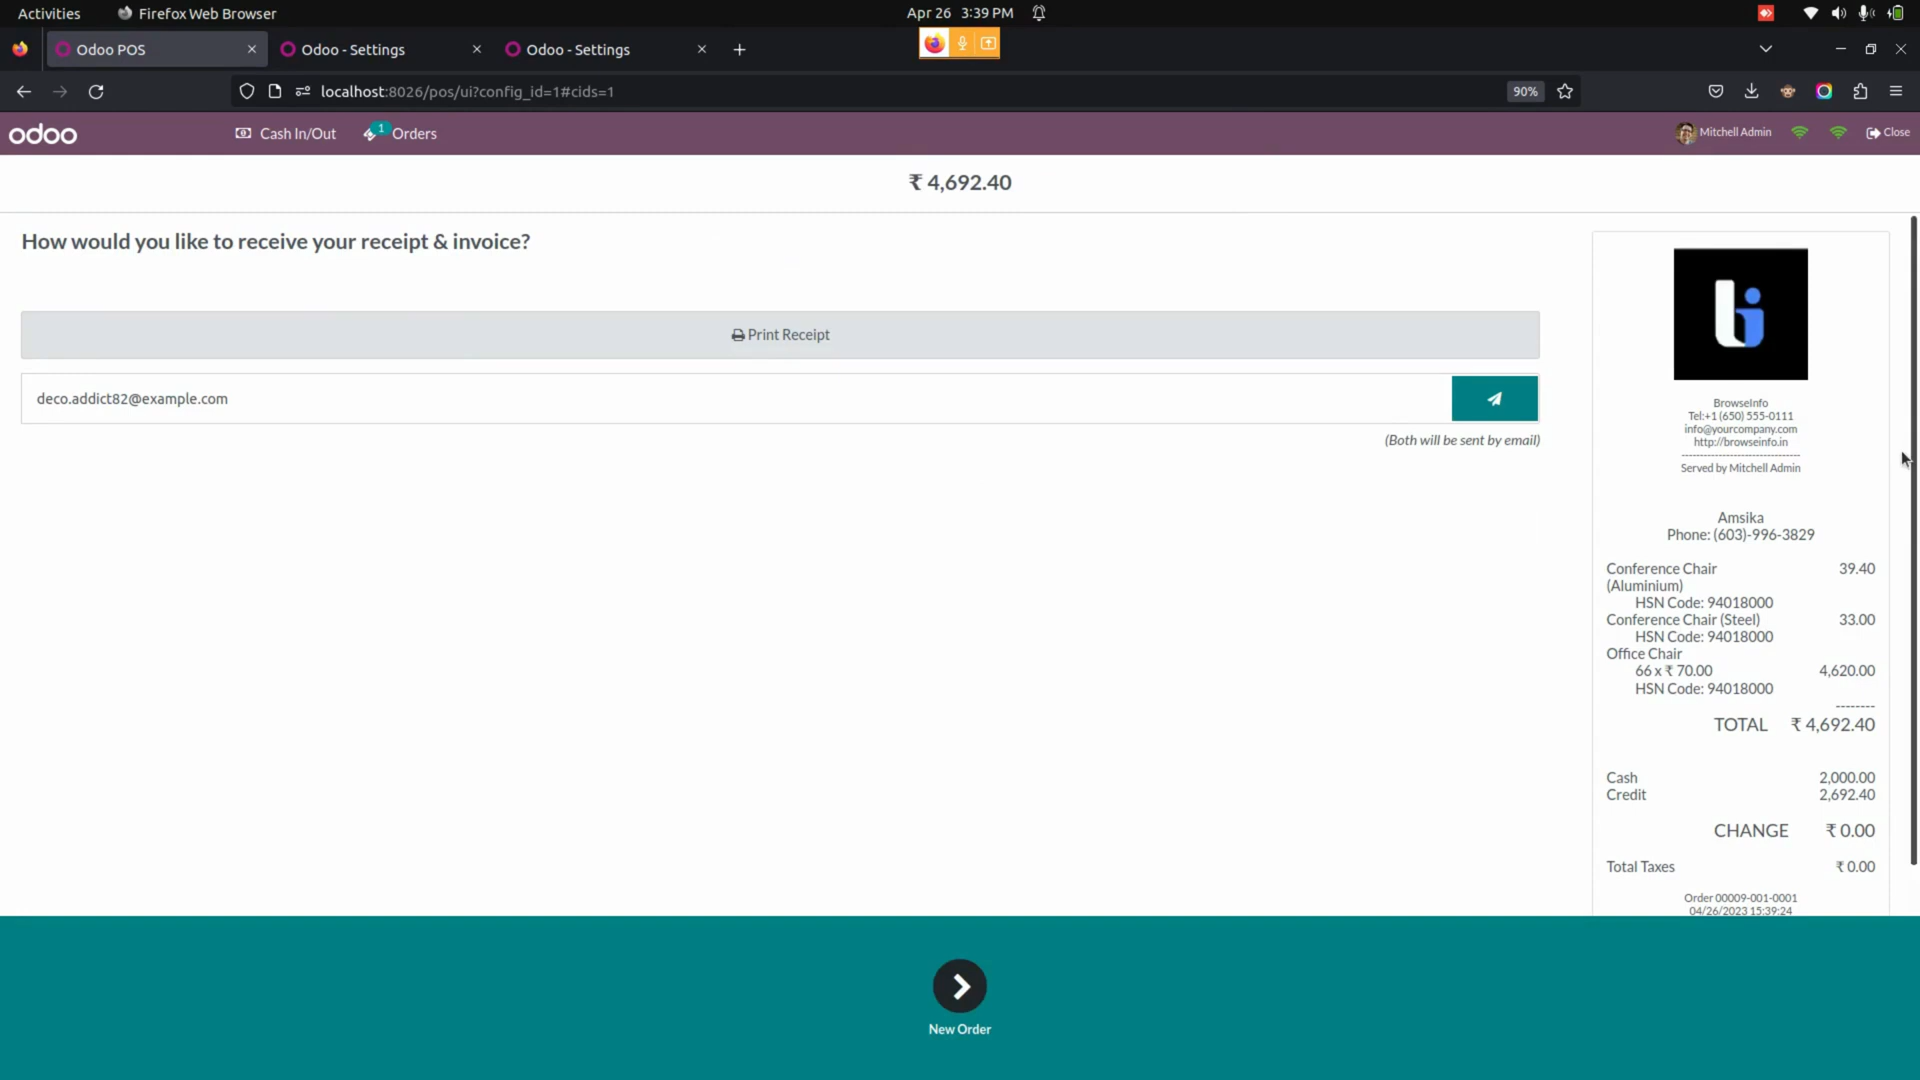 Activities
Firefox Web Browser
Apr 26 3:39 PM
Odoo POS
Odoo - Settings
Odoo - Settings
localhost:8026/pos/ui?config_id=1#cids=1
90%
odoo
Cash In/Out
1
Orders
Mitchell Admin
Close
₹ 4,692.40
How would you like to receive your receipt & invoice?
Print Receipt
deco.addict82@example.com
(Both will be sent by email)
BrowseInfo
Tel:+1 (650) 555-0111
info@yourcompany.com
http://browseinfo.in
--------------------------------
Served by Mitchell Admin
Amsika
Phone: (603)-996-3829
Conference Chair 39.40
(Aluminium)
HSN Code: 94018000
Conference Chair (Steel) 33.00
HSN Code: 94018000
Office Chair
66 x ₹ 70.00 4,620.00
HSN Code: 94018000
--------
TOTAL ₹ 4,692.40
Cash 2,000.00
Credit 2,692.40
CHANGE ₹ 0.00
Total Taxes ₹ 0.00
Order 00009-001-0001
04/26/2023 15:39:24
New Order